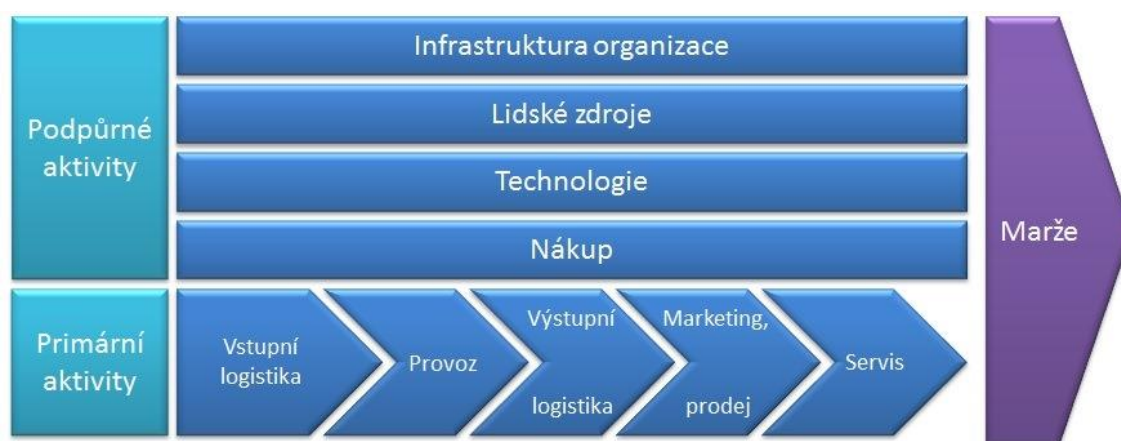 Podpůrné
aktivity
Infrastruktura organizace
Lidské zdroje
Technologie
Nákup
Marže
Primární
aktivity
Vstupní
logistika
Provoz
Výstupní
logistika
Marketing,
prodej
Servis